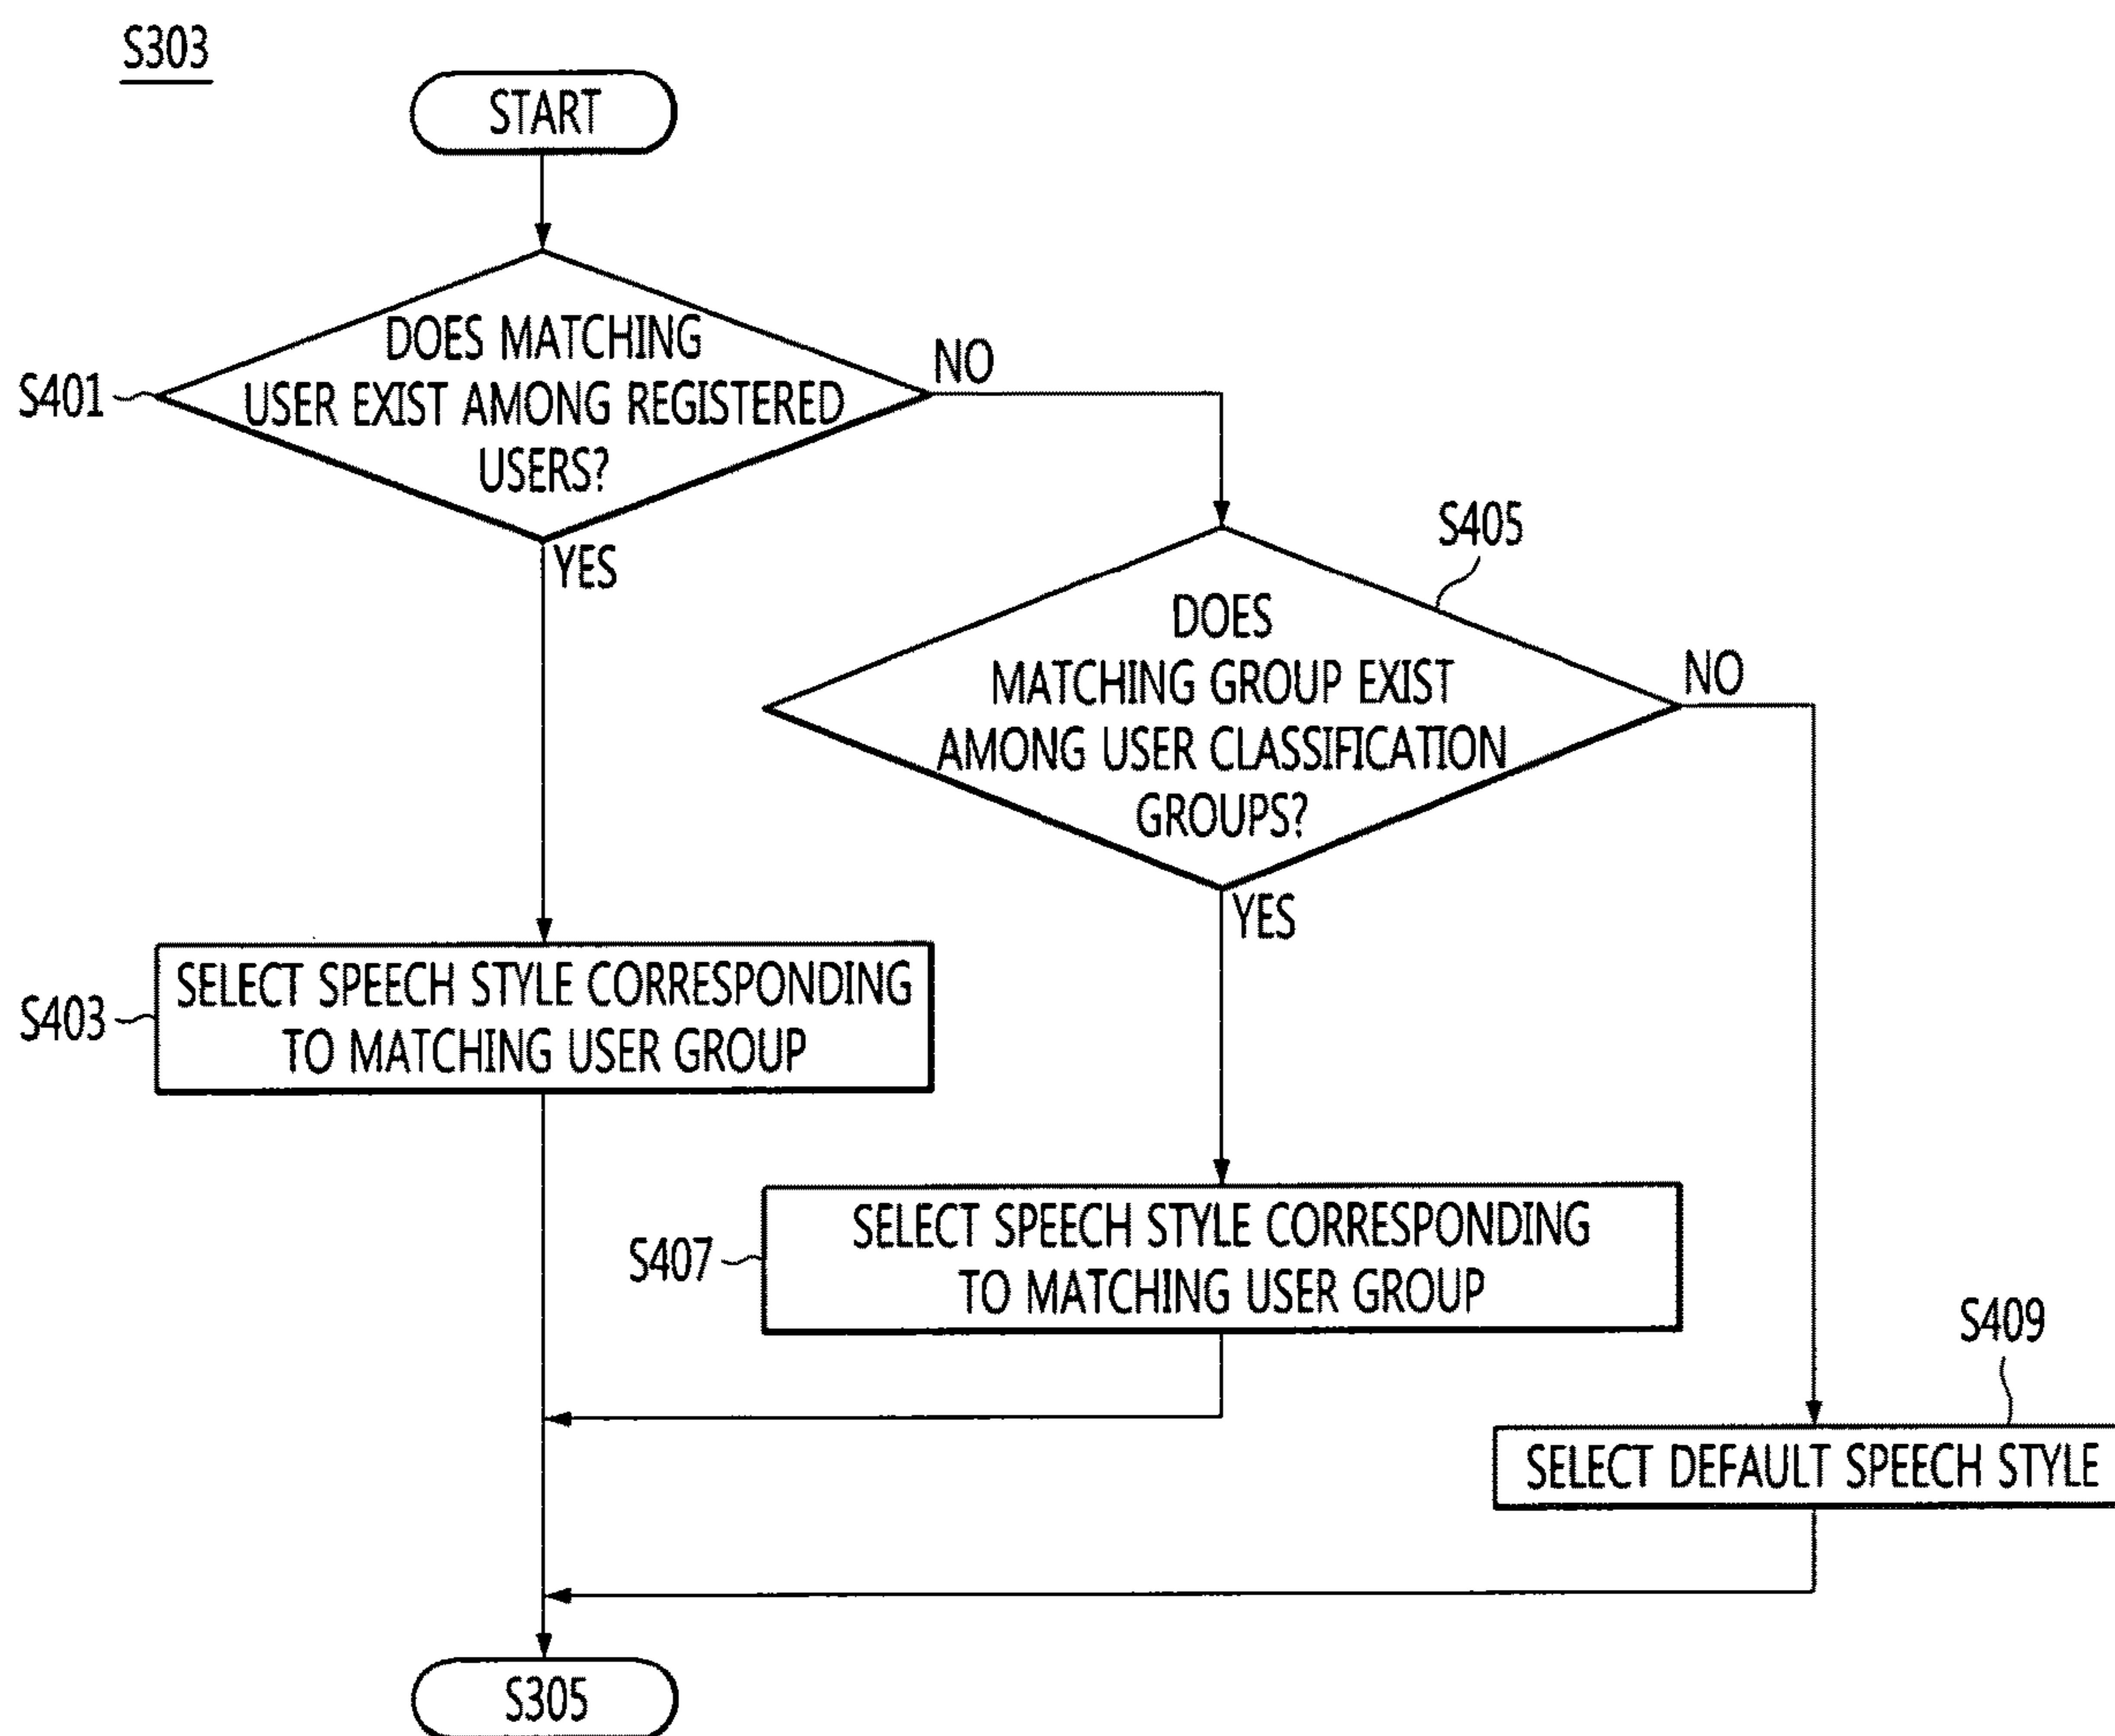 S303
START
DOES MATCHING
USER EXIST AMONG REGISTERED
USERS?
S401
NO
YES
S405
DOES
MATCHING GROUP EXIST
AMONG USER CLASSIFICATION
GROUPS?
NO
YES
S403
SELECT SPEECH STYLE CORRESPONDING
TO MATCHING USER GROUP
S407
SELECT SPEECH STYLE CORRESPONDING
TO MATCHING USER GROUP
S409
SELECT DEFAULT SPEECH STYLE
S305